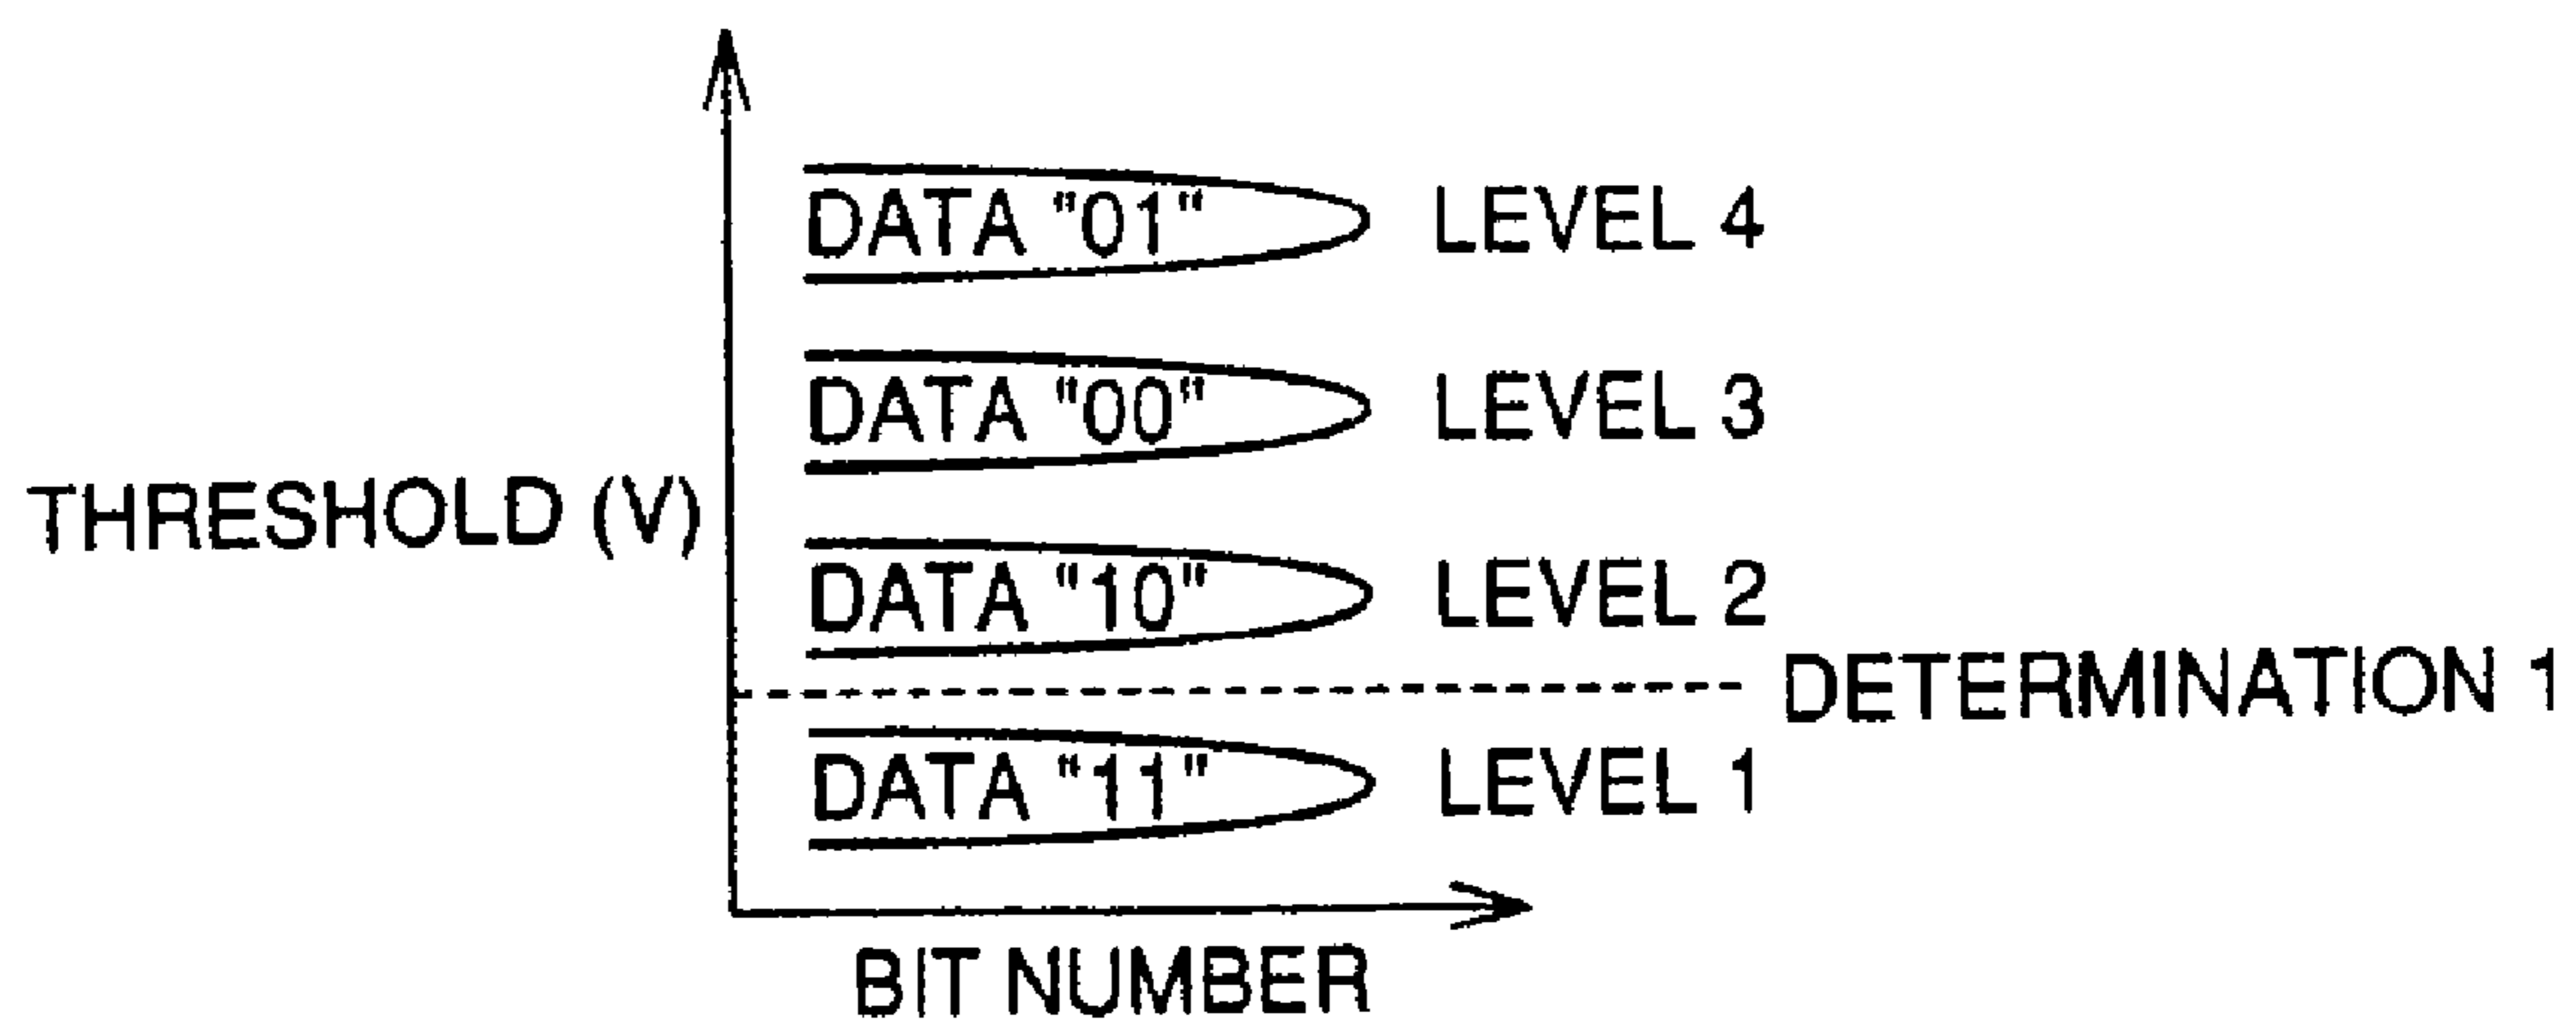 DATA "01" LEVEL 4
DATA "00" LEVEL 3
THRESHOLD (V)
DATA "10" LEVEL 2
DETERMINATION 1
DATA "11" LEVEL 1
BIT NUMBER